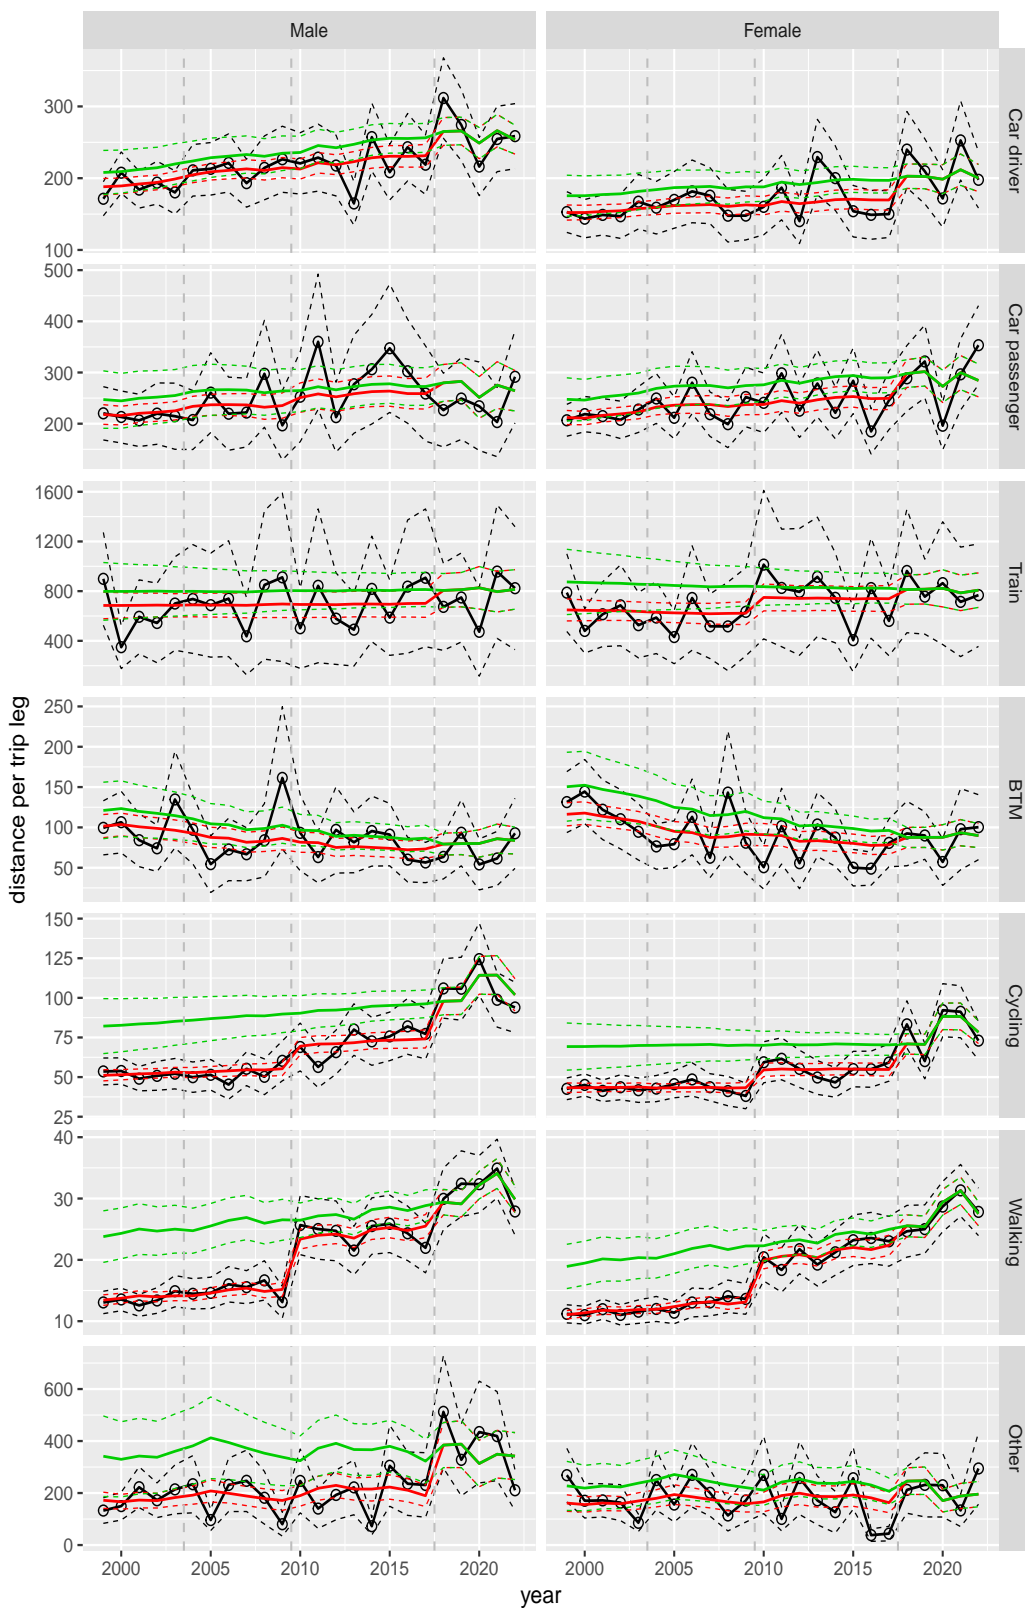 Male Female
300
200
100
Car driver
500
400
300
200
Car passenger
1600
1200
800
400
Train
250
200
150
100
50
BTM
150
125
100
75
50
25
Cycling
40
30
20
10
Walking
600
400
200
0
Other
2000 2005 2010 2015 2020 2000 2005 2010 2015 2020
year
distance per trip leg